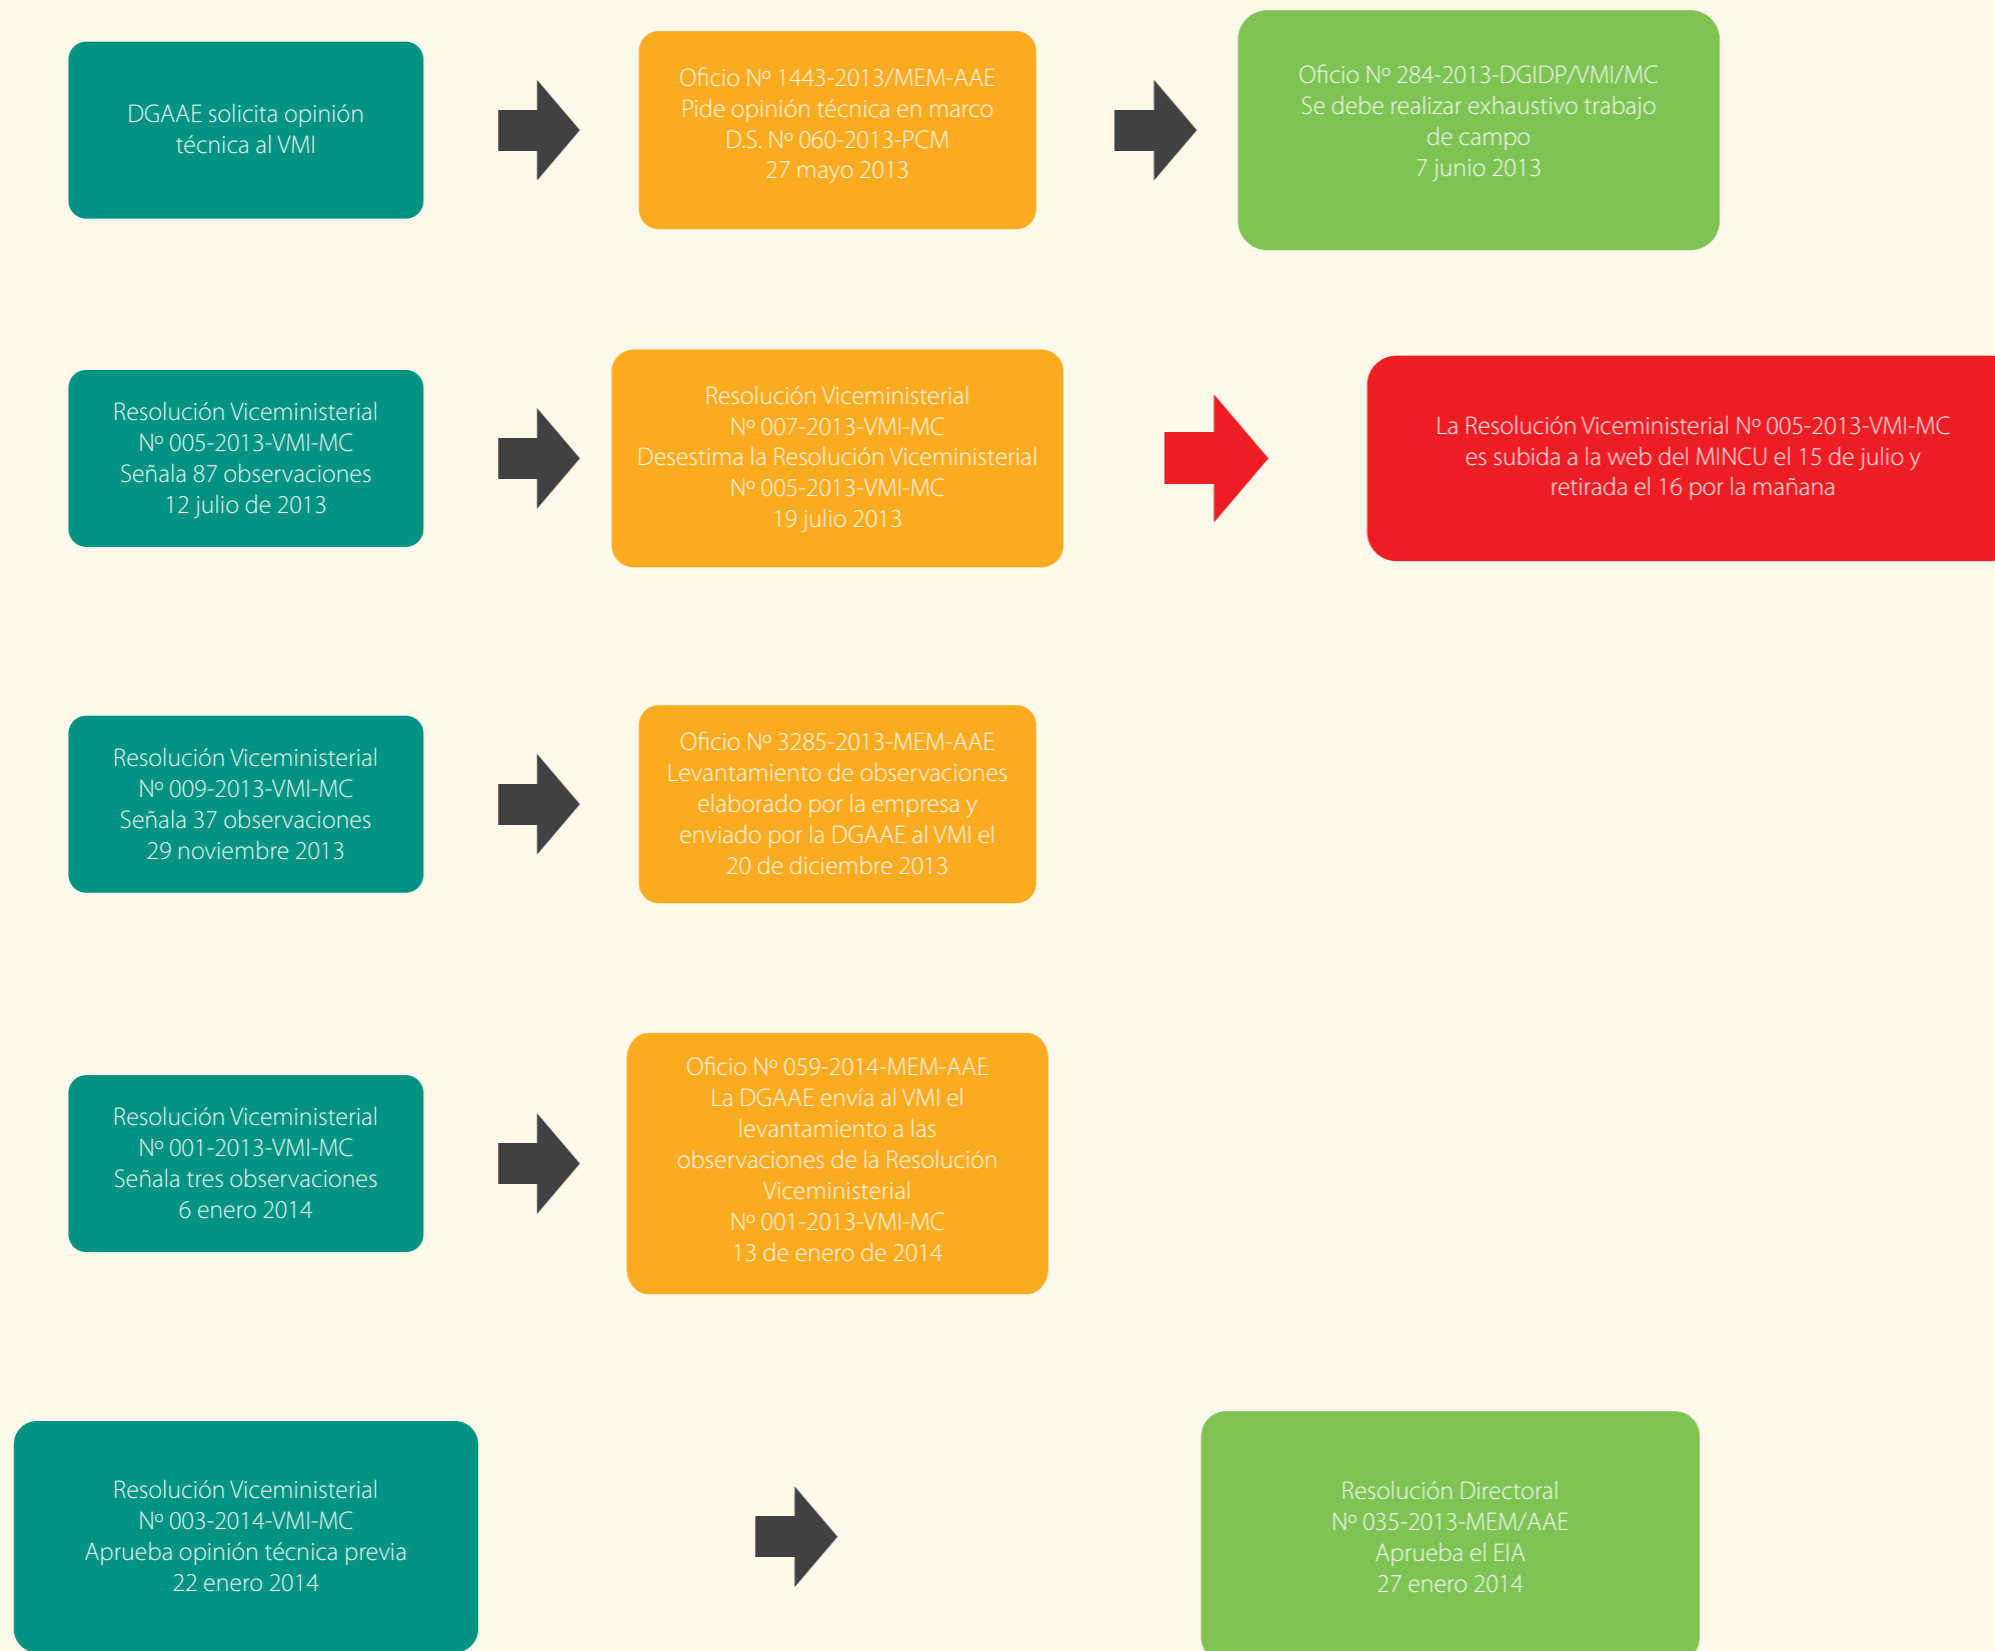 DGAAE solicita opinión
técnica al VMI
Oficio Nº 1443-2013/MEM-AAE
Pide opinión técnica en marco
D.S. Nº 060-2013-PCM
27 mayo 2013
Oficio Nº 284-2013-DGIDP/VMI/MC
Se debe realizar exhaustivo trabajo
de campo
7 junio 2013
Resolución Viceministerial
Nº 005-2013-VMI-MC
Señala 87 observaciones
12 julio de 2013
Resolución Viceministerial
Nº 007-2013-VMI-MC
Desestima la Resolución Viceministerial
Nº 005-2013-VMI-MC
19 julio 2013
La Resolución Viceministerial Nº 005-2013-VMI-MC
es subida a la web del MINCU el 15 de julio y
retirada el 16 por la mañana
Resolución Viceministerial
Nº 009-2013-VMI-MC
Señala 37 observaciones
29 noviembre 2013
Oficio Nº 3285-2013-MEM-AAE
Levantamiento de observaciones
elaborado por la empresa y
enviado por la DGAAE al VMI el
20 de diciembre 2013
Resolución Viceministerial
Nº 001-2013-VMI-MC
Señala tres observaciones
6 enero 2014
Oficio Nº 059-2014-MEM-AAE
La DGAAE envía al VMI el
levantamiento a las
observaciones de la Resolución
Viceministerial
Nº 001-2013-VMI-MC
13 de enero de 2014
Resolución Viceministerial
Nº 003-2014-VMI-MC
Aprueba opinión técnica previa
22 enero 2014
Resolución Directoral
Nº 035-2013-MEM/AAE
Aprueba el EIA
27 enero 2014